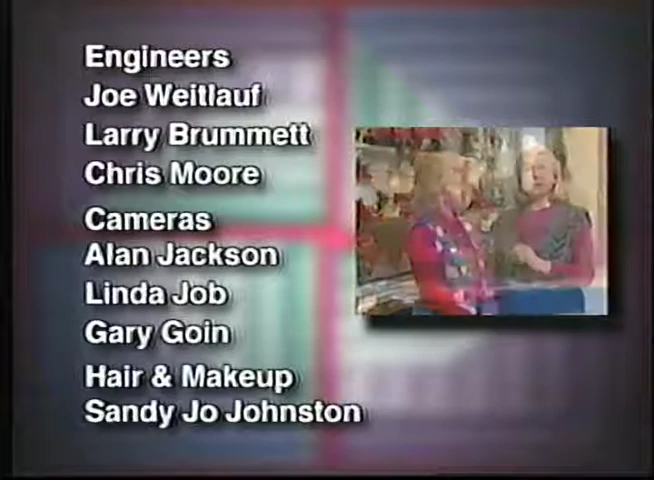 Engineers
Joe Weitlauf
Larry Brummett
Chris Moore
Cameras
Alan Jackson
Linda Job
Gary Goin
Hair & Makeup
Sandy Jo Johnston